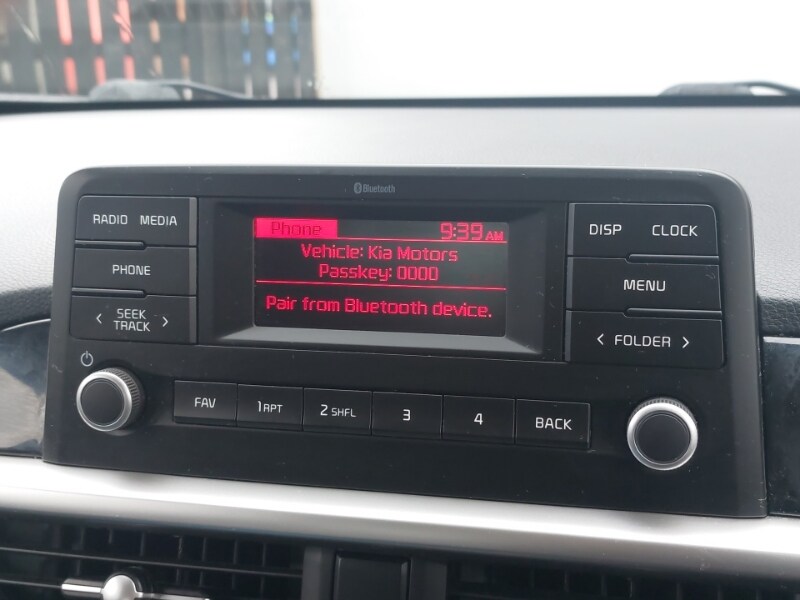 Bluetooth
RADIO MEDIA
PHONE
< SEEK TRACK >
Phone 9:39 AM
Vehicle: Kia Motors
Passkey: 0000
Pair from Bluetooth device.
DISP CLOCK
MENU
< FOLDER >
FAV 1 RPT 2 SHFL 3 4 BACK